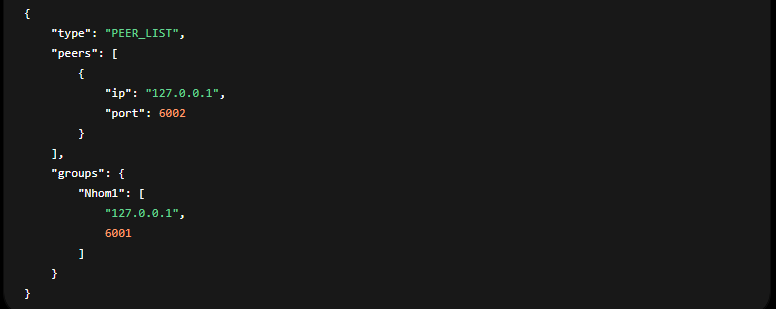 {
    "type": "PEER_LIST",
    "peers": [
        {
            "ip": "127.0.0.1",
            "port": 6002
        }
    ],
    "groups": {
        "Nhom1": [
            "127.0.0.1",
            6001
        ]
    }
}